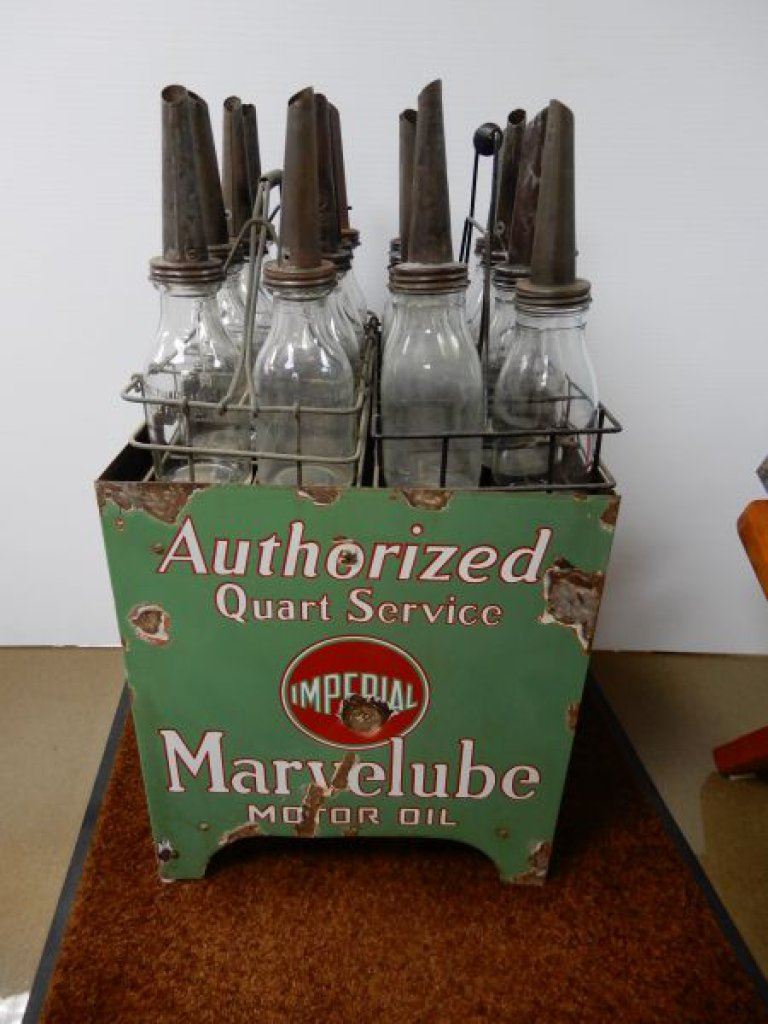 Authorized
Quart Service
IMPERIAL
Marvelube
MOTOR OIL